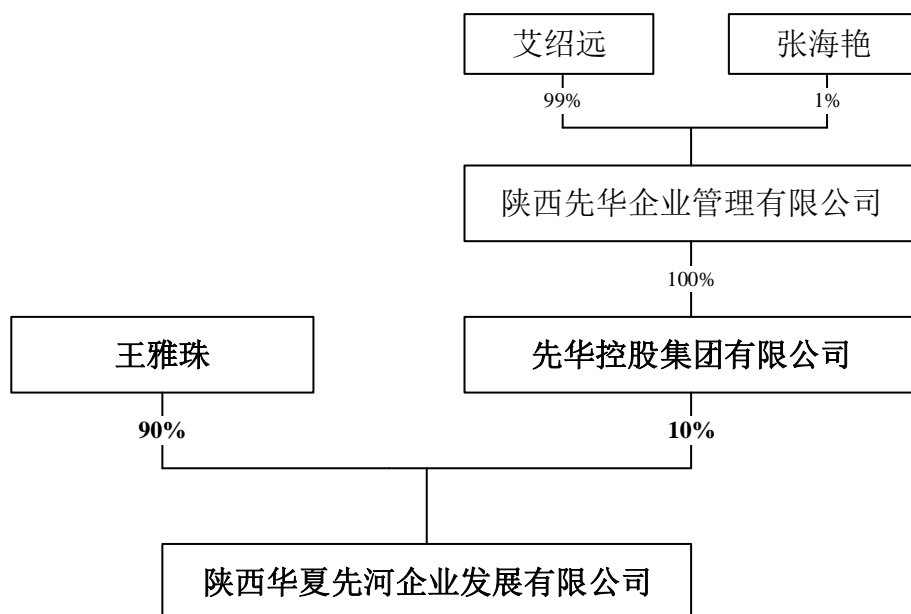 艾绍远
张海艳
99%
1%
陕西先华企业管理有限公司
100%
王雅珠
先华控股集团有限公司
90%
10%
陕西华夏先河企业发展有限公司